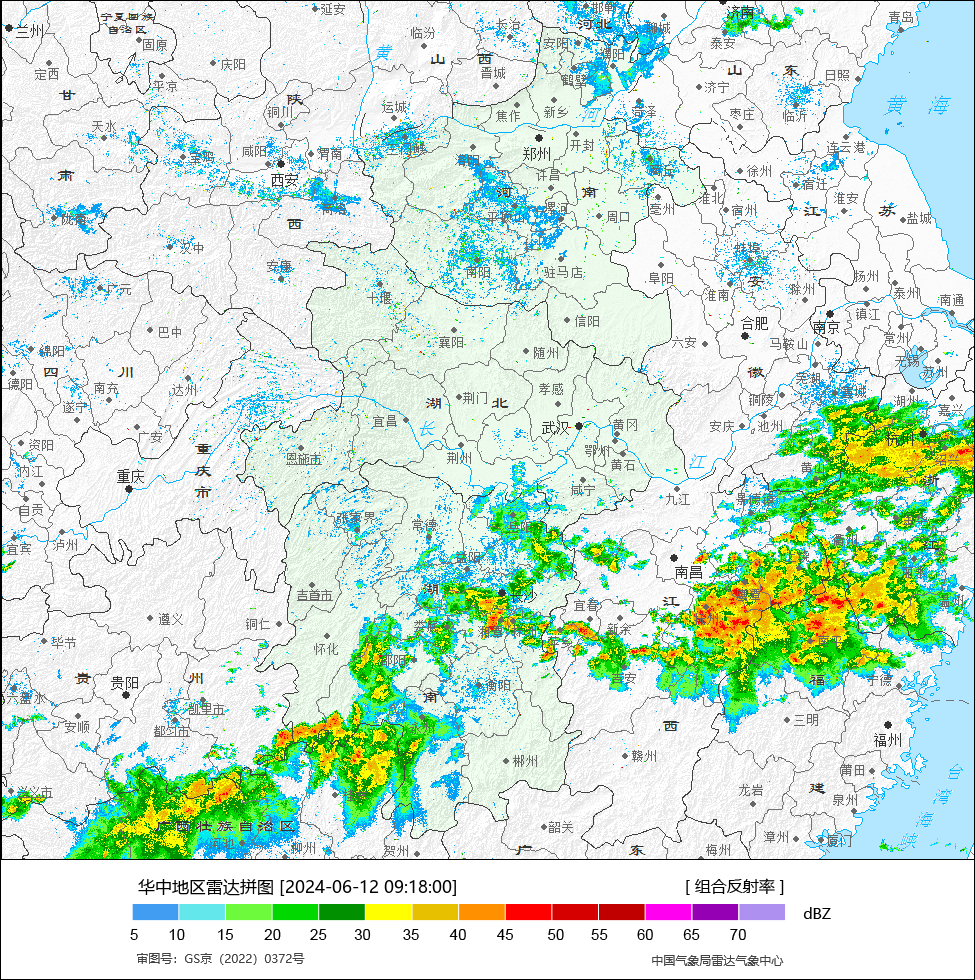 宁夏回族
自治区
延安
邯郸
河北
聊城
济南
青岛
兰州
固原
庆阳
临汾
长治
安阳
濮阳
泰安
黄
山
西
晋城
鹤壁
山
东
日照
定西
甘
平凉
陕
铜川
运城
焦作
新乡
河
菏泽
济宁
枣庄
临沂
黄
海
天水
宝鸡
咸阳
渭南
三门峡
郑州
开封
连云港
肃
西安
许昌
徐州
宿迁
淮安
陇南
商洛
西
河
南
漯河
周口
亳州
淮北
宿州
江
苏
盐城
汉中
安康
南阳
驻马店
阜阳
蚌埠
淮南
安
滁州
扬州
泰州
南通
广元
十堰
信阳
合肥
南京
镇江
巴中
襄阳
随州
六安
马鞍山
常州
无锡
苏州
绵阳
德阳
四
川
南充
达州
遂宁
湖
荆门
北
孝感
徽
芜湖
铜陵
湖州
嘉兴
宜昌
长
武汉
黄冈
安庆
池州
杭州
资阳
广安
重
庆
市
恩施市
荆州
鄂州
黄石
江
黄山
内江
重庆
咸宁
九江
景德镇
浙
自贡
张家界
常德
岳阳
宜宾
泸州
益阳
南昌
衢州
江
吉首市
湖
宜春
江
遵义
铜仁
娄底
湘潭
新余
毕节
怀化
邵阳
吉安
贵
贵阳
州
南
衡阳
福
宁德
六盘水
凯里市
西
三明
安顺
都匀市
福州
郴州
赣州
莆田
台
兴义市
龙岩
建
泉州
湾
海
峡
广西壮族自治区
韶关
漳州
厦门
柳州
贺州
广
东
梅州
华中地区雷达拼图 [2024-06-12 09:18:00]
[ 组合反射率 ]
dBZ
5 10 15 20 25 30 35 40 45 50 55 60 65 70
审图号：GS京（2022）0372号
中国气象局雷达气象中心